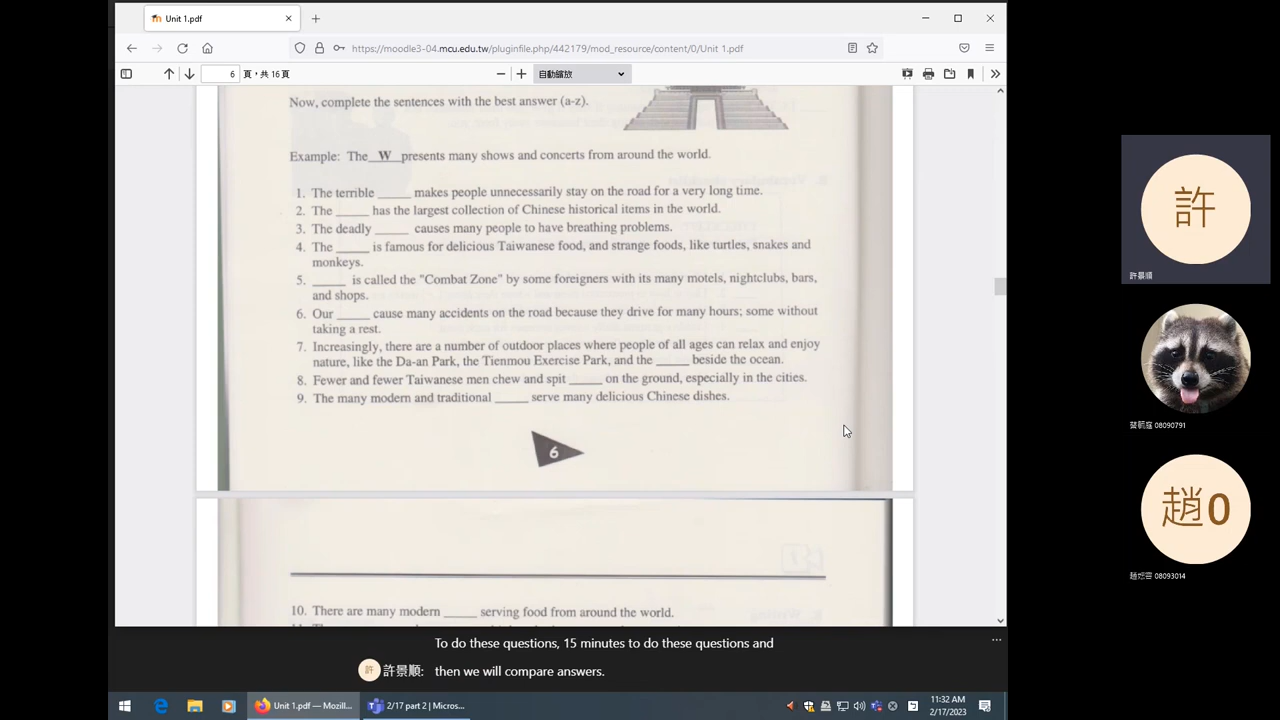 Unit 1.pdf
https://moodle3-04.mcu.edu.tw/pluginfile.php/442179/mod_resource/content/0/Unit 1.pdf
6 頁，共 16 頁
自動縮放
Now, complete the sentences with the best answer (a-z).
Example: The__W__presents many shows and concerts from around the world.
1. The terrible _____ makes people unnecessarily stay on the road for a very long time.
2. The _____ has the largest collection of Chinese historical items in the world.
3. The deadly _____ causes many people to have breathing problems.
4. The _____ is famous for delicious Taiwanese food, and strange foods, like turtles, snakes and
monkeys.
5. _____ is called the "Combat Zone" by some foreigners with its many motels, nightclubs, bars,
and shops.
6. Our _____ cause many accidents on the road because they drive for many hours; some without
taking a rest.
7. Increasingly, there are a number of outdoor places where people of all ages can relax and enjoy
nature, like the Da-an Park, the Tienmou Exercise Park, and the _____ beside the ocean.
8. Fewer and fewer Taiwanese men chew and spit _____ on the ground, especially in the cities.
9. The many modern and traditional _____ serve many delicious Chinese dishes.
6
10. There are many modern _____ serving food from around the world.
To do these questions, 15 minutes to do these questions and
許 許景順: then we will compare answers.
Unit 1.pdf — Mozill...
2/17 part 2 | Micros...
11:32 AM
2/17/2023
許
許景順
08090791
趙0
08093014